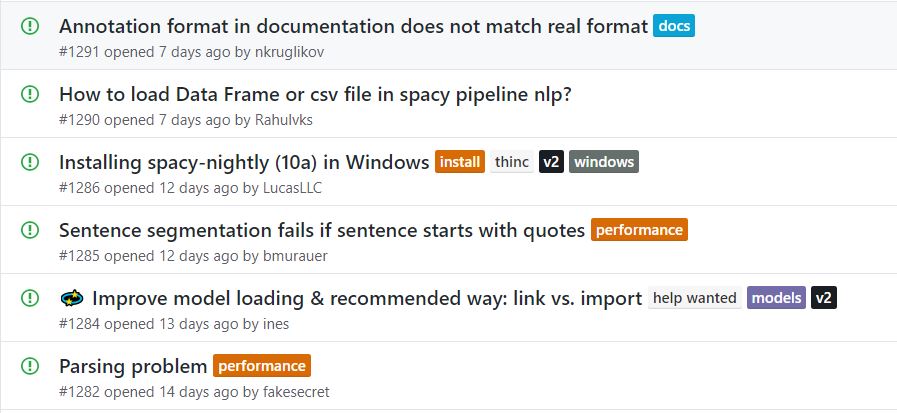 Annotation format in documentation does not match real format docs
#1291 opened 7 days ago by nkruglikov
How to load Data Frame or csv file in spacy pipeline nlp?
#1290 opened 7 days ago by Rahulvks
Installing spacy-nightly (10a) in Windows install thinc v2 windows
#1286 opened 12 days ago by LucasLLC
Sentence segmentation fails if sentence starts with quotes performance
#1285 opened 12 days ago by bmurauer
💫 Improve model loading & recommended way: link vs. import help wanted models v2
#1284 opened 13 days ago by ines
Parsing problem performance
#1282 opened 14 days ago by fakesecret